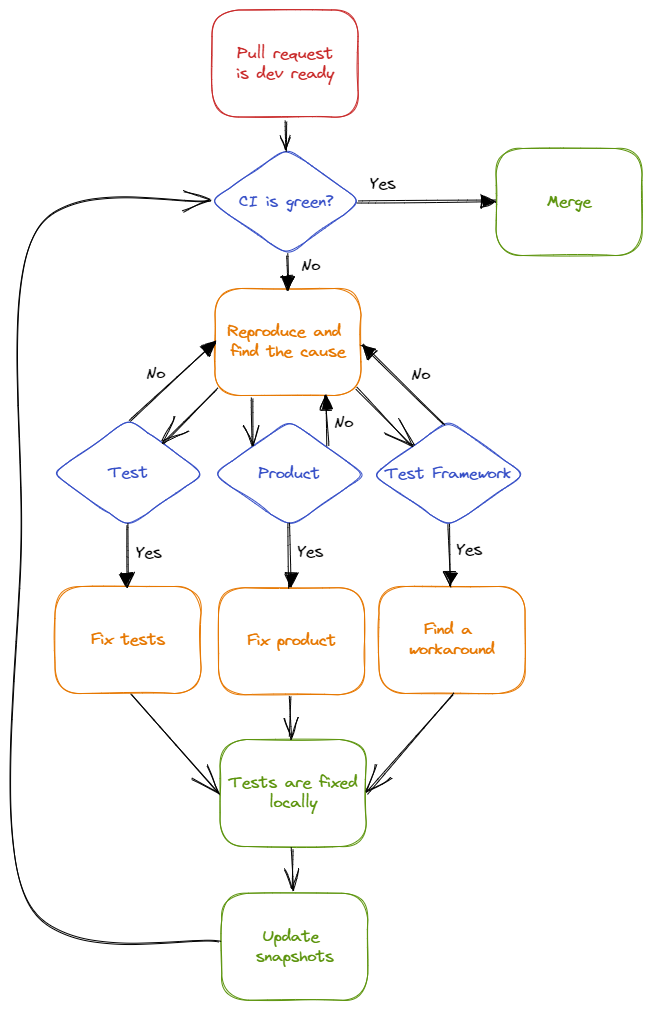 Pull request
is dev ready
CI is green?
Yes
Merge
No
Reproduce and
find the cause
No
No
No
Test
Product
Test Framework
Yes
Yes
Yes
Fix tests
Fix product
Find a
workaround
Tests are fixed
locally
Update
snapshots